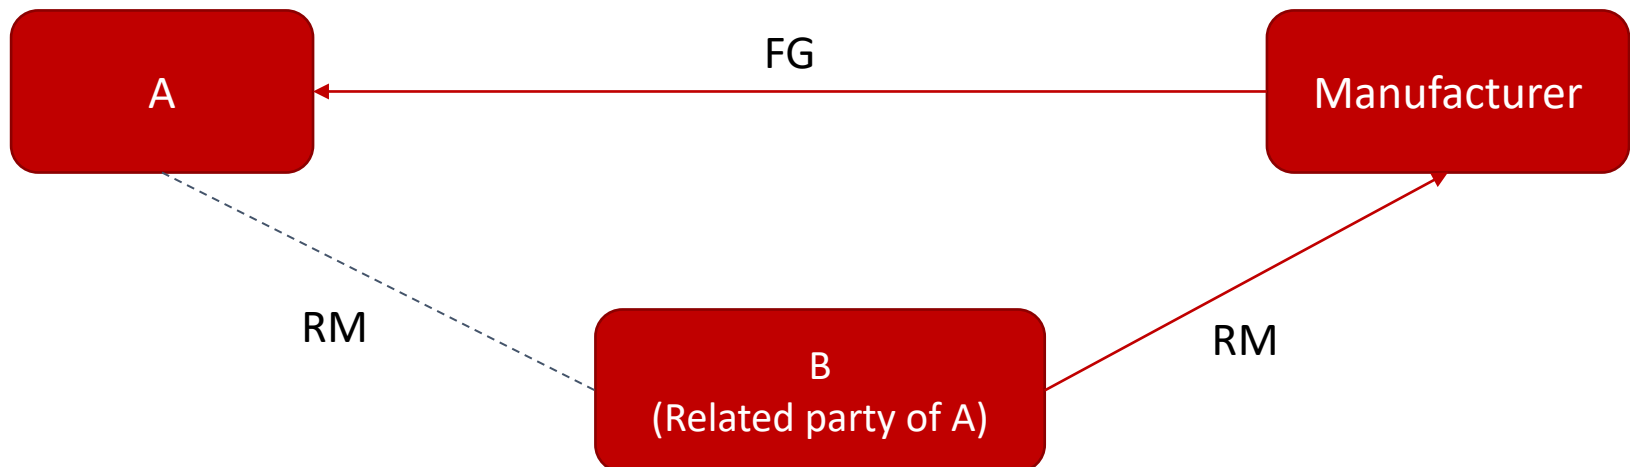 FG
A
Manufacturer
RM
RM
B
(Related party of A)